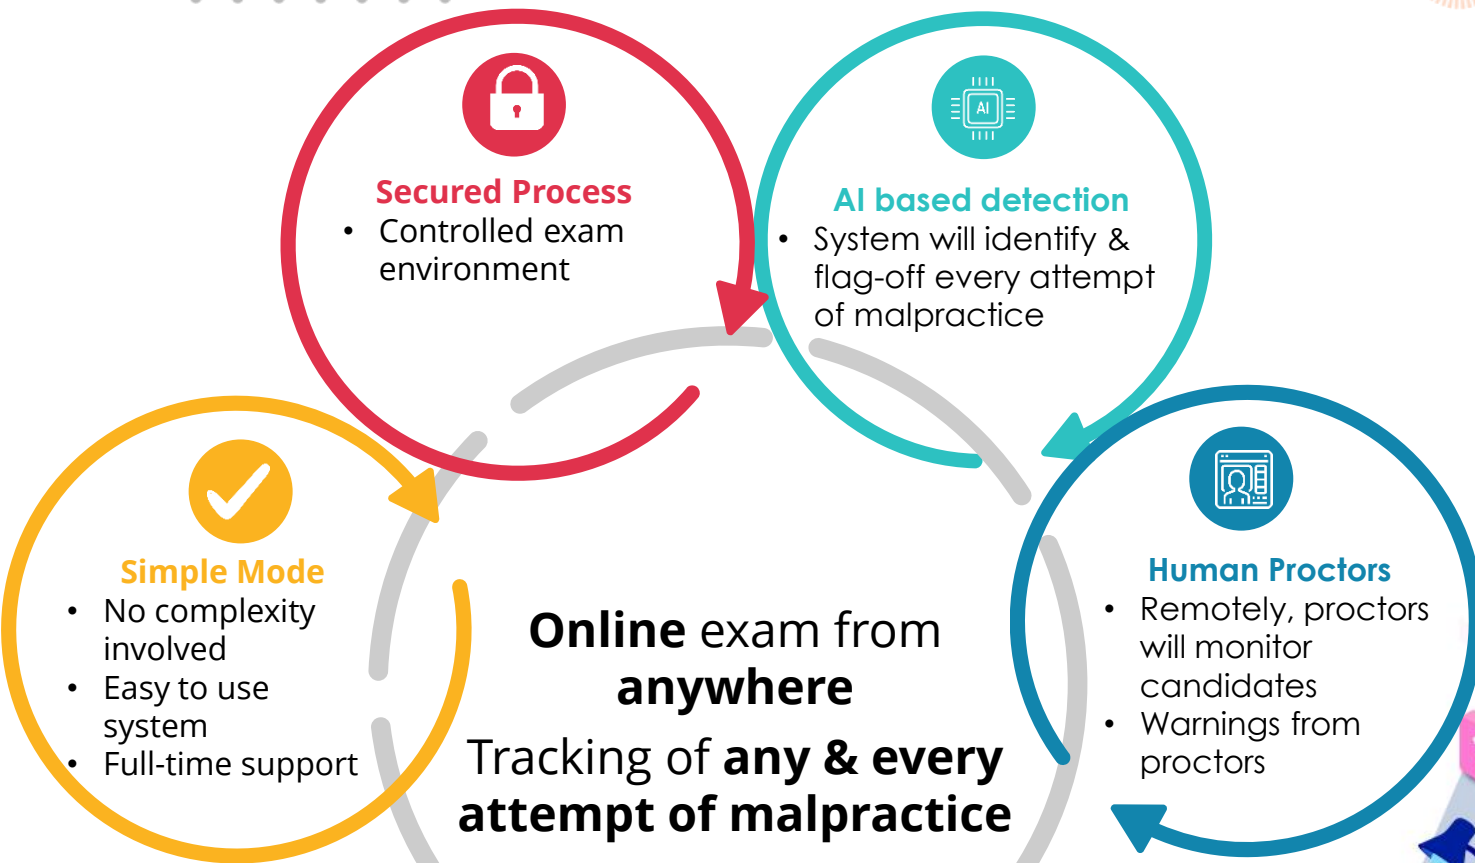 AI
Secured Process
• Controlled exam
environment
AI based detection
• System will identify &
flag-off every attempt
of malpractice
Simple Mode
• No complexity
involved
• Easy to use
system
• Full-time support
Human Proctors
• Remotely, proctors
will monitor
candidates
• Warnings from
proctors
Online exam from
anywhere
Tracking of any & every
attempt of malpractice